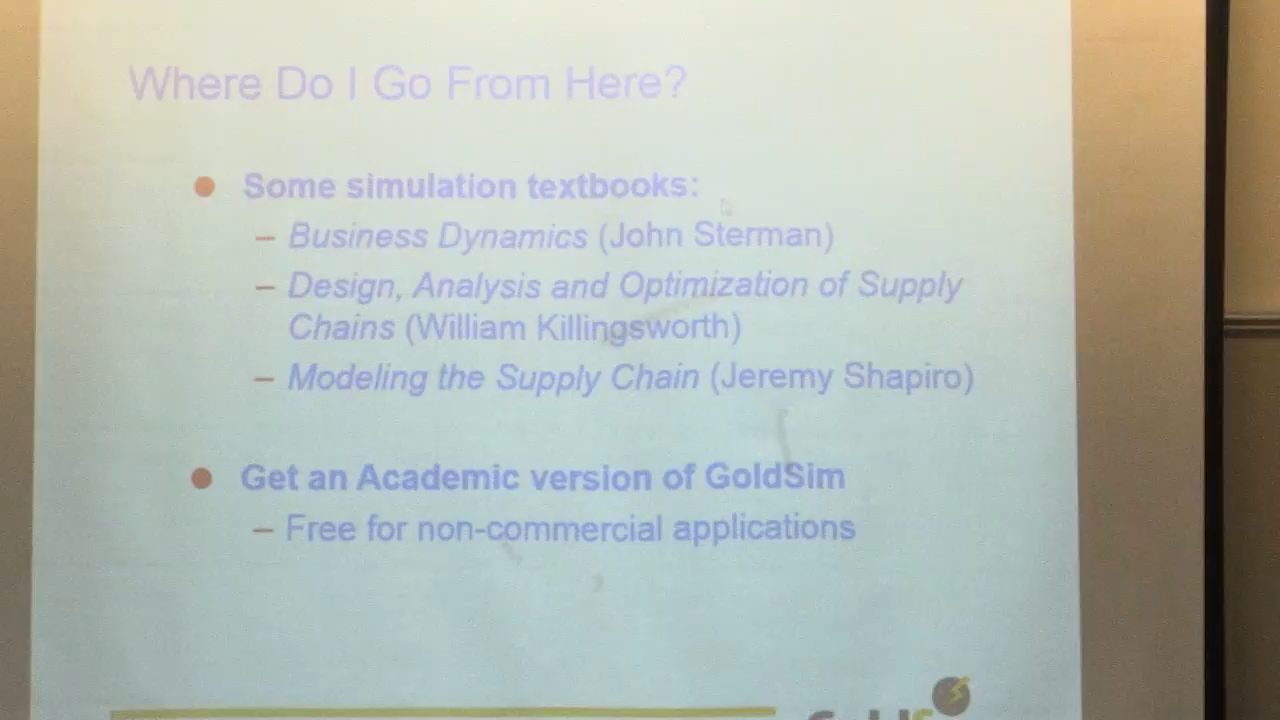 Where Do I Go From Here?
● Some simulation textbooks:
– Business Dynamics (John Sterman)
– Design, Analysis and Optimization of Supply
Chains (William Killingsworth)
– Modeling the Supply Chain (Jeremy Shapiro)
● Get an Academic version of GoldSim
– Free for non-commercial applications